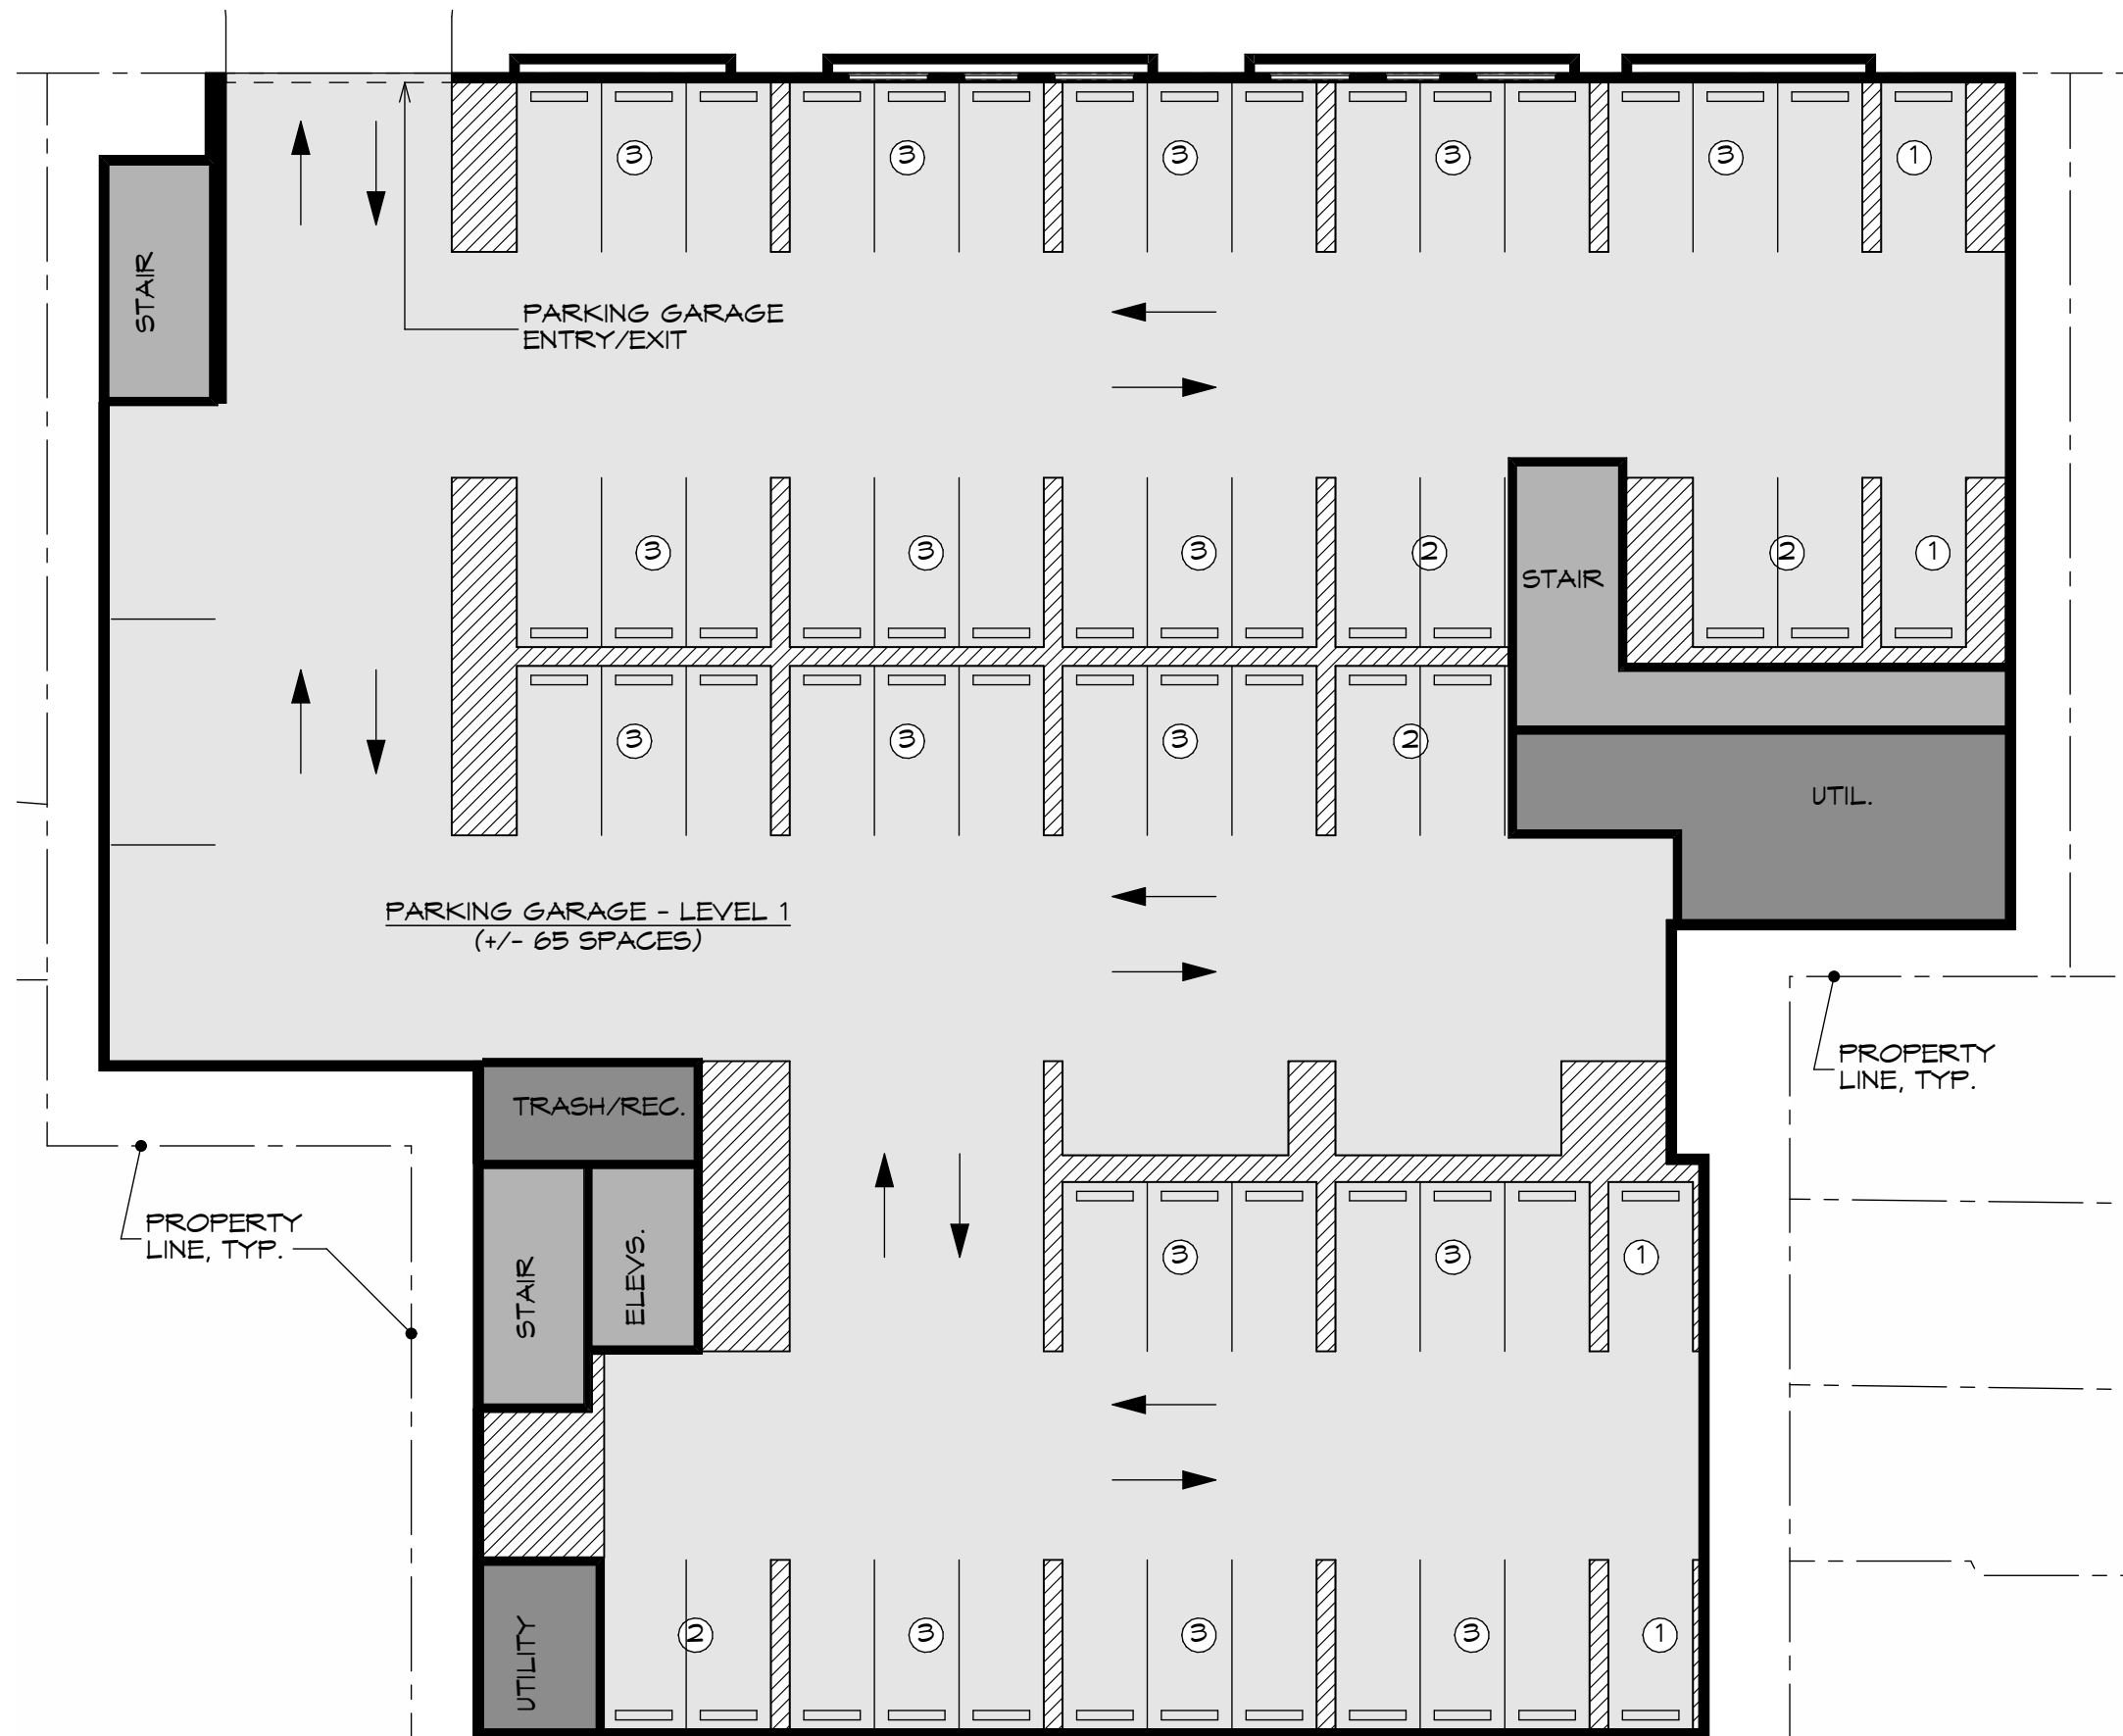 3
3
3
3
3
1
STAIR
PARKING GARAGE
ENTRY/EXIT
3
3
3
2
STAIR
2
1
3
3
3
2
UTIL.
PARKING GARAGE - LEVEL 1
(+/- 65 SPACES)
PROPERTY
LINE, TYP.
TRASH/REC.
PROPERTY
LINE, TYP.
STAIR
ELEVS.
3
3
1
UTILITY
2
3
3
3
1